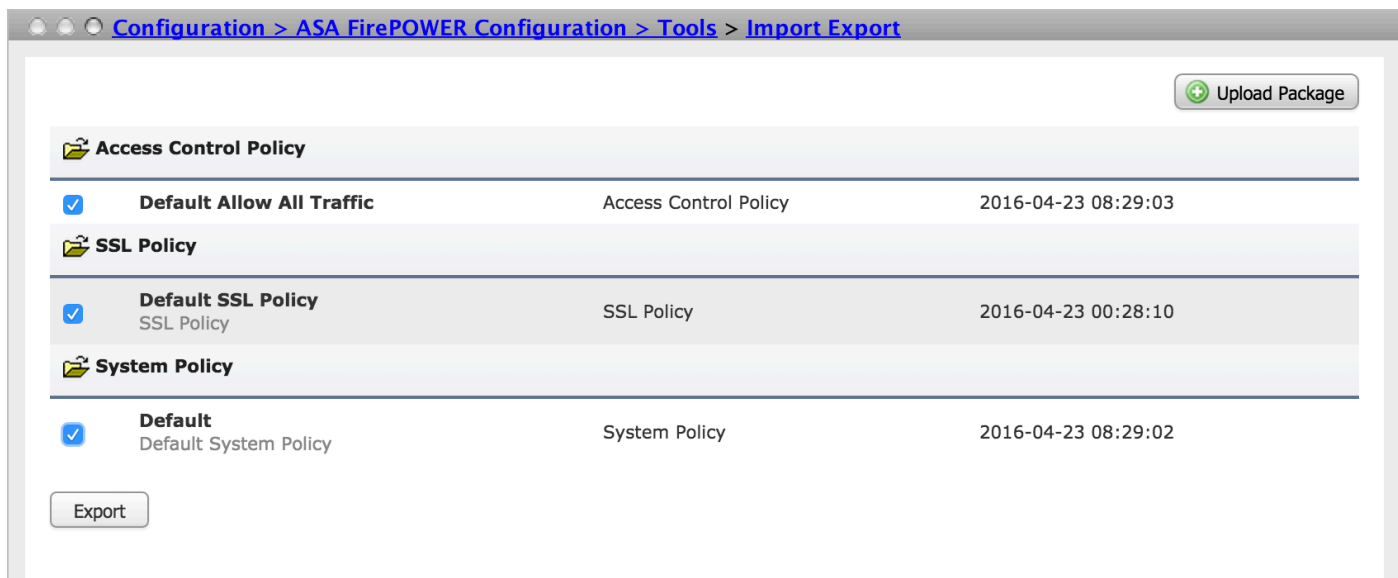 Configuration > ASA FirePOWER Configuration > Tools > Import Export
Upload Package
Access Control Policy
Default Allow All Traffic Access Control Policy 2016-04-23 08:29:03
SSL Policy
Default SSL Policy
SSL Policy SSL Policy 2016-04-23 00:28:10
System Policy
Default
Default System Policy System Policy 2016-04-23 08:29:02
Export